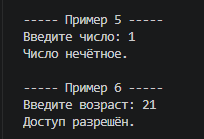 ----- Пример 5 -----
Введите число: 1
Число нечётное.
----- Пример 6 -----
Введите возраст: 21
Доступ разрешён.